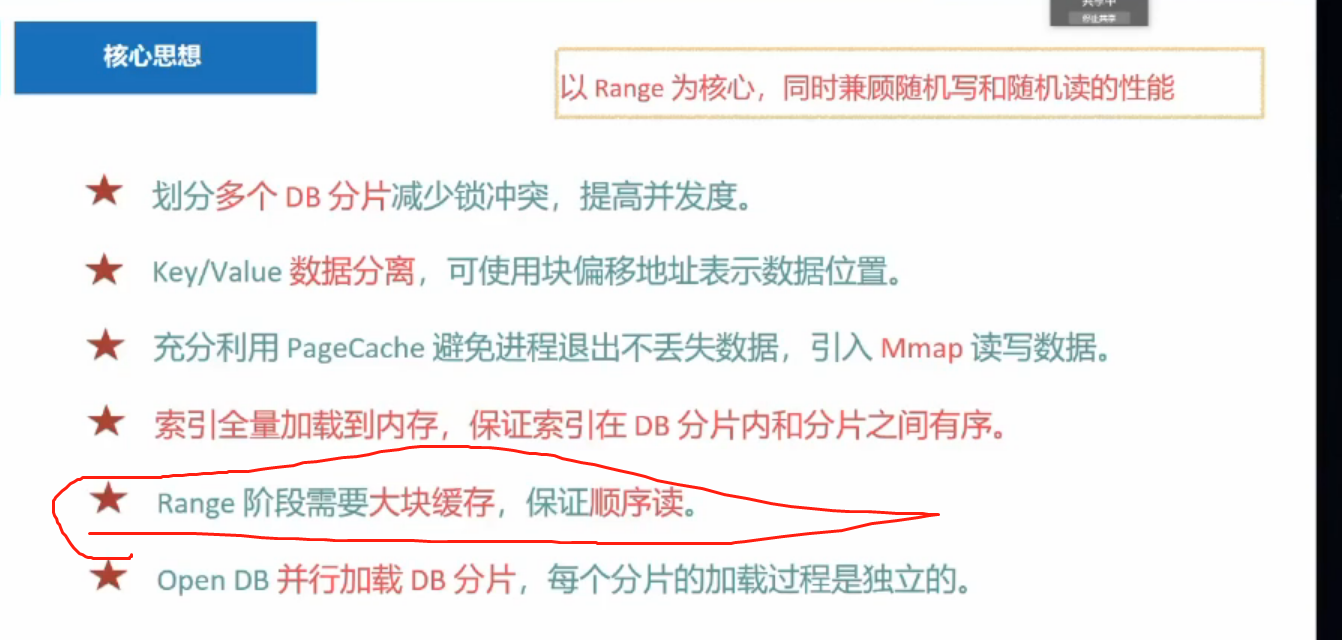 共享中
停止共享
核心思想
以 Range 为核心，同时兼顾随机写和随机读的性能
★ 划分多个 DB 分片减少锁冲突，提高并发度。
★ Key/Value 数据分离，可使用块偏移地址表示数据位置。
★ 充分利用 PageCache 避免进程退出不丢失数据，引入 Mmap 读写数据。
★ 索引全量加载到内存，保证索引在 DB 分片内和分片之间有序。
★ Range 阶段需要大块缓存，保证顺序读。
★ Open DB 并行加载 DB 分片，每个分片的加载过程是独立的。